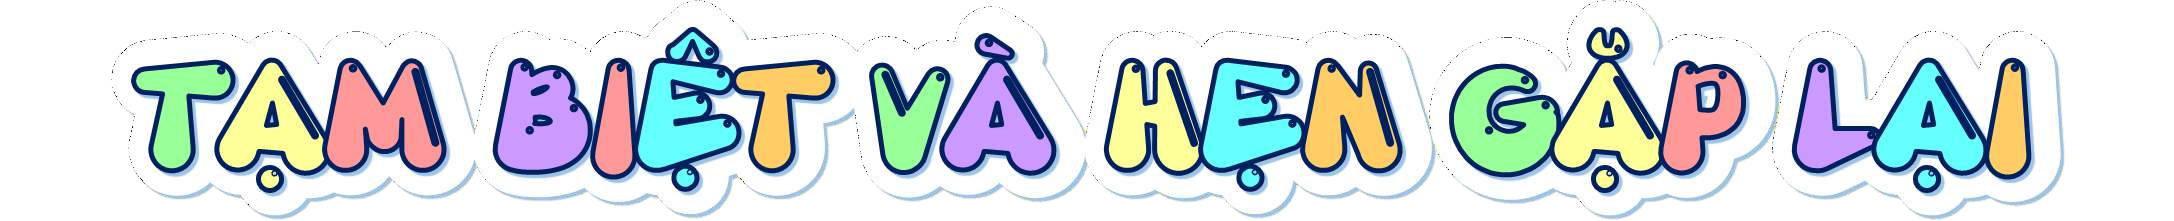 TẠM BIỆT VÀ HẸN GẶP LẠI